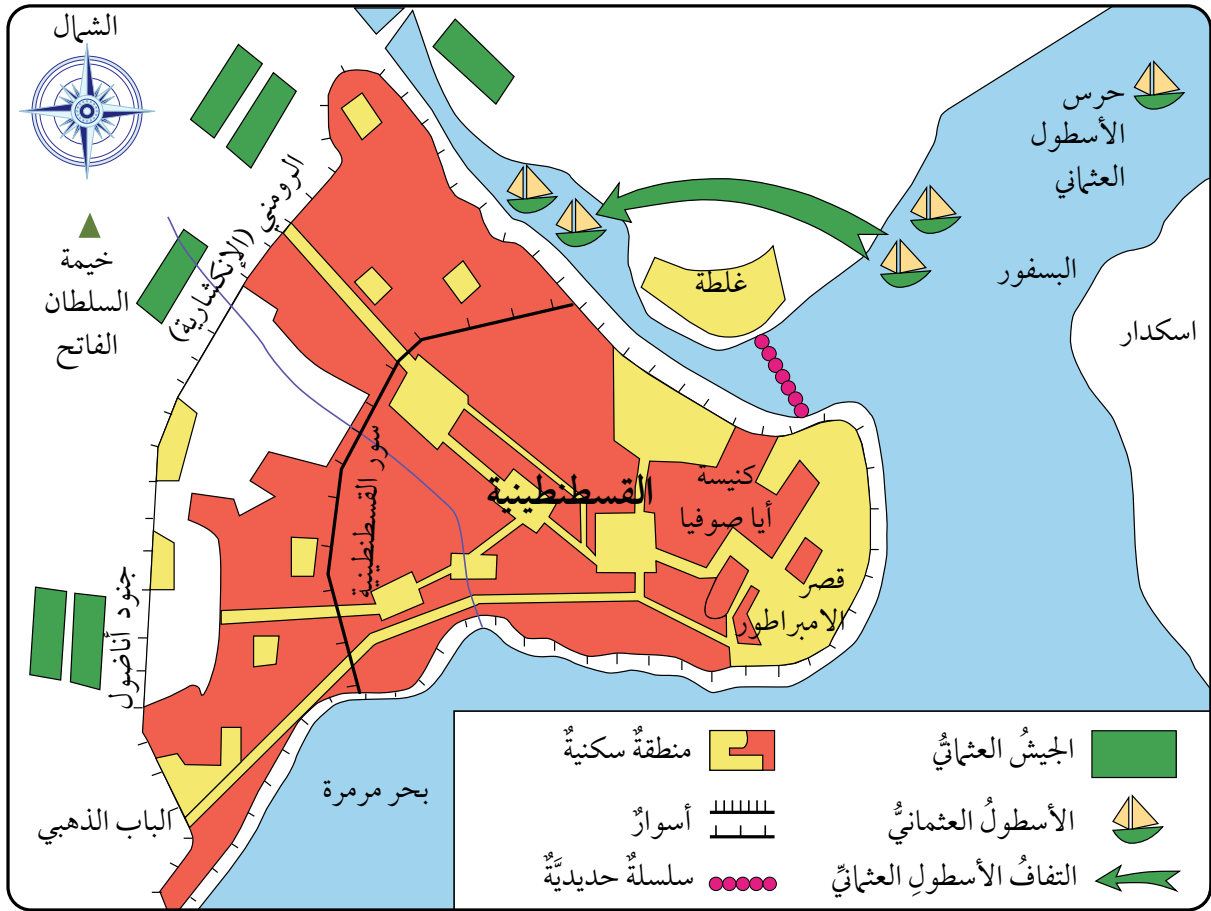 الشمال
حرس
الأسطول
العثماني
الرومني (الإنكشارية)
خيمة
السلطان
الفاتح
غلطة
البسفور
اسكدار
سور القسطنطينية
القسطنطينية
كنيسة
أيا صوفيا
قصر
الامبراطور
جنود أناضول
بحر مرمرة
الباب الذهبي
الجيشُ العثمانيُّ
الأسطولُ العثمانيُّ
التفافُ الأسطولِ العثمانيِّ
منطقةٌ سكنيةٌ
أسوارٌ
سلسلةٌ حديديَّةٌ